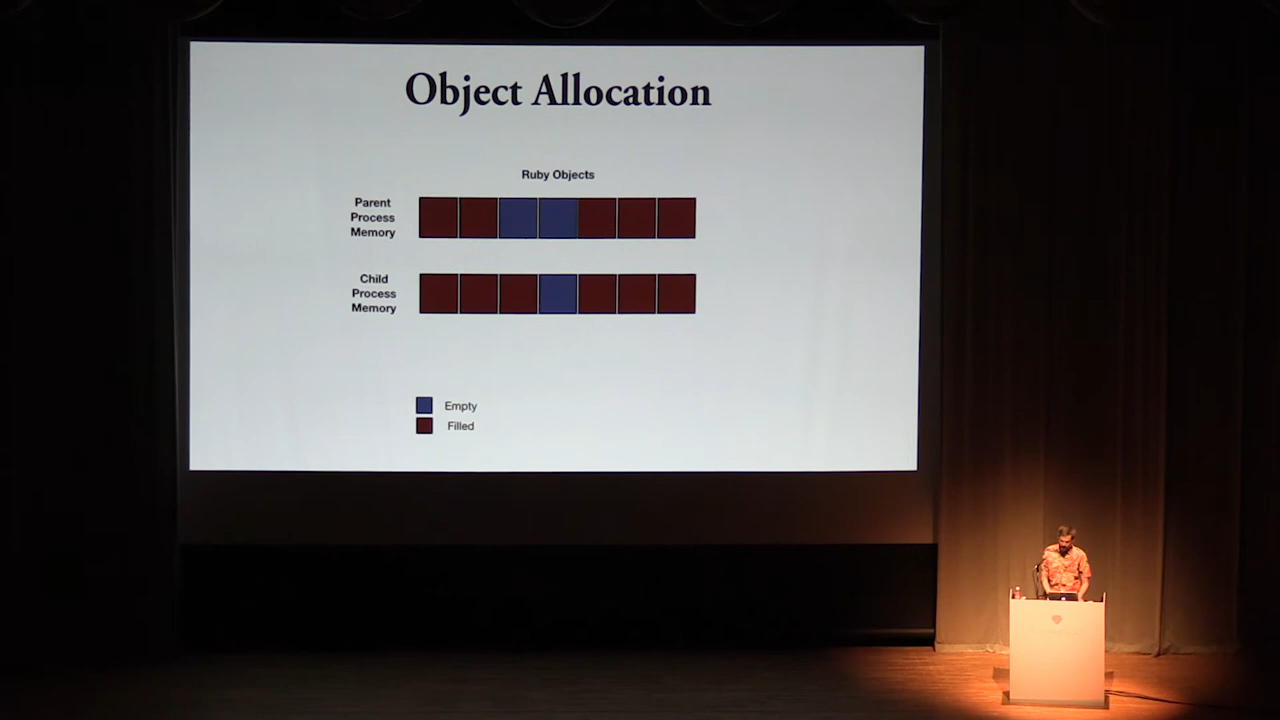 Object Allocation
Ruby Objects
Parent
Process
Memory
Child
Process
Memory
Empty
Filled